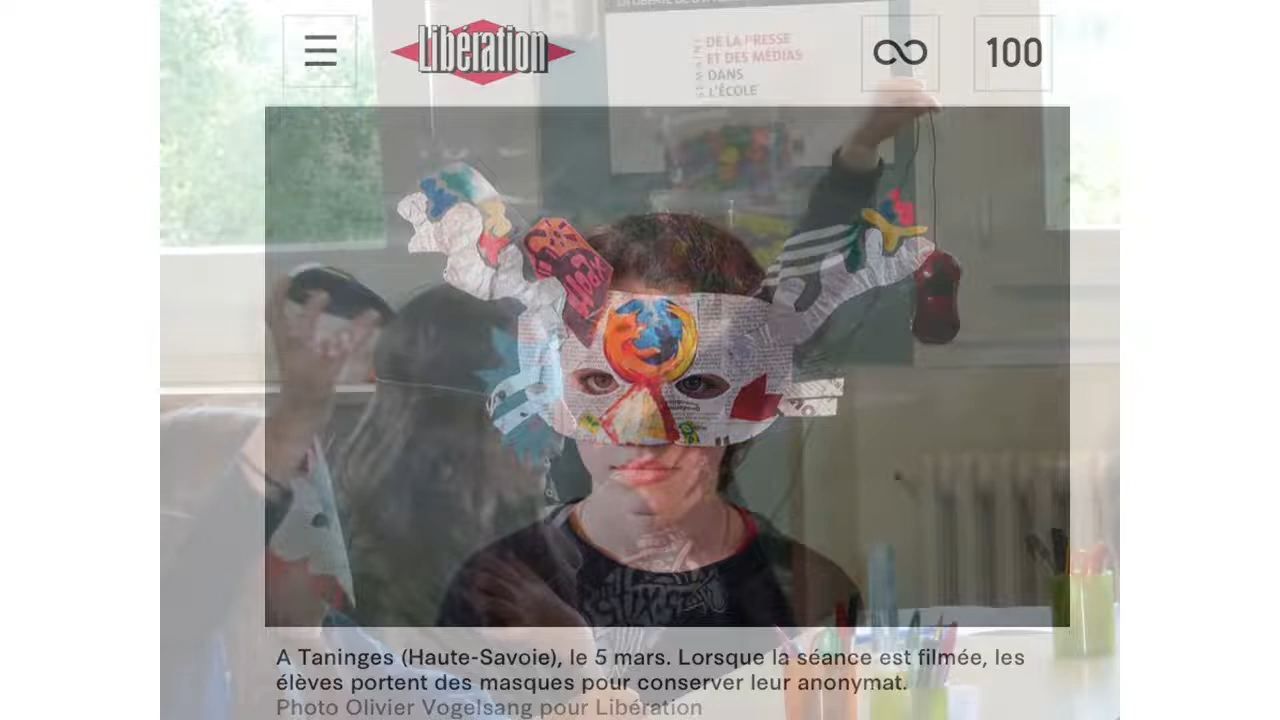 Libération
100
DE LA PRESSE
ET DES MÉDIAS
DANS
L'ÉCOLE
A Taninges (Haute-Savoie), le 5 mars. Lorsque la séance est filmée, les
élèves portent des masques pour conserver leur anonymat.
Photo Olivier Vogelsang pour Libération